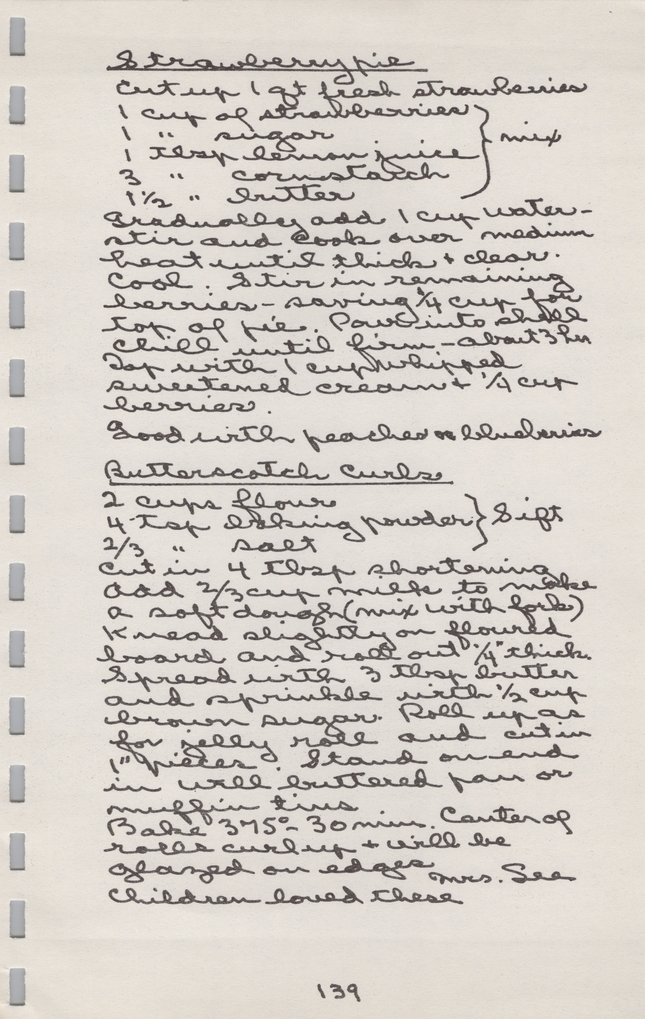 Strawberry pie
Cut up 1 qt fresh strawberries
1 cup of strawberries
1 " sugar
1 tbsp lemon juice } mix
3 " cornstarch
1 1/2 " butter
Gradually add 1 cup water -
stir and cook over medium
heat until thick + clear.
Cool. Stir in remaining
berries - saving 1/4 cup for
top of pie. Pour into shell
Chill until firm - about 3 hrs
Top with 1 cup whipped
sweetened cream + 1/4 cup
berries.
Good with peaches or blueberries
Butterscotch Curls
2 cups flour
4 tsp baking powder } Sift
2/3 " salt
Cut in 4 tbsp shortening
add 2/3 cup milk to make
a soft dough (mix with fork)
Knead slightly on floured
board and roll out 1/4" thick.
Spread with 3 tbsp butter
and sprinkle with 1/2 cup
brown sugar. Roll up as
for jelly roll and cut in
1" pieces. Stand on end
in well buttered pan or
muffin tins
Bake 375° - 30 min. Center of
rolls curl up + will be
glazed on edges
Mrs. See
Children loved these
139